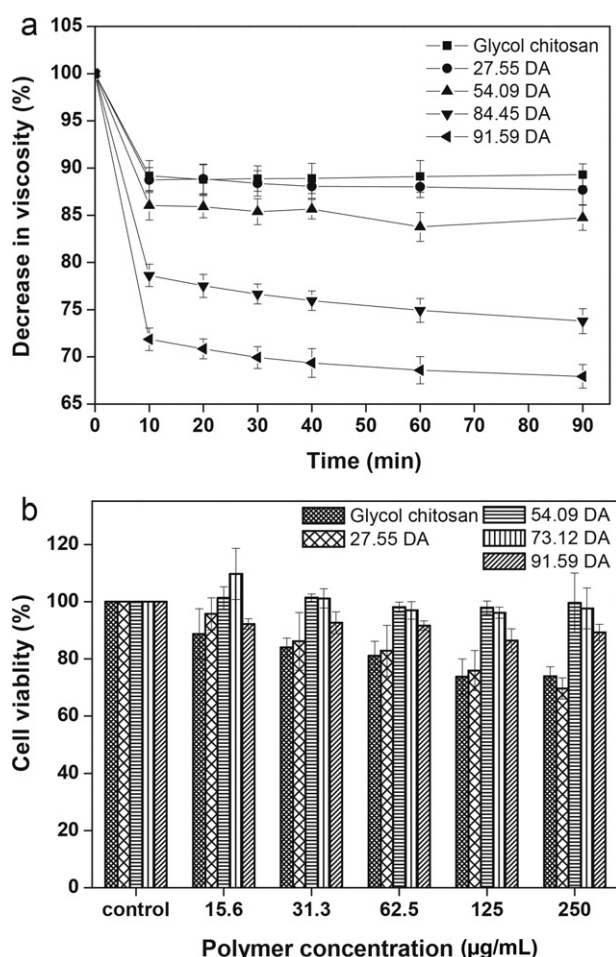 a
Glycol chitosan
27.55 DA
54.09 DA
84.45 DA
91.59 DA
Decrease in viscosity (%)
100
95
90
85
80
75
70
65
0 10 20 30 40 50 60 70 80 90
Time (min)
b
Glycol chitosan
27.55 DA
54.09 DA
73.12 DA
91.59 DA
Cell viablity (%)
120
100
80
60
40
20
0
control 15.6 31.3 62.5 125 250
Polymer concentration (μg/mL)